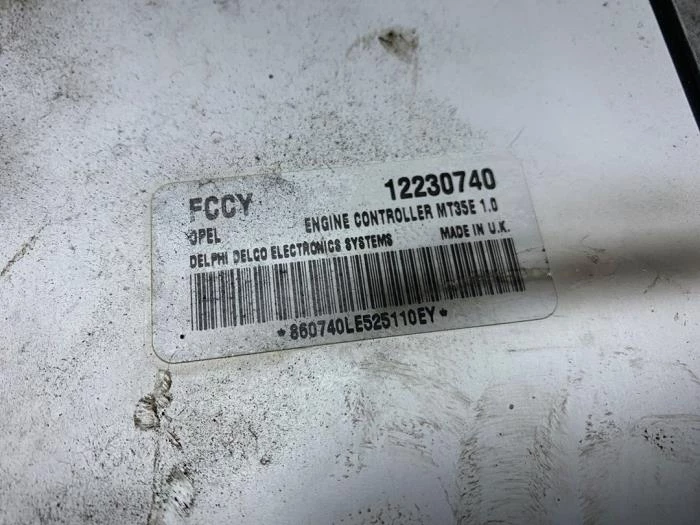 FCCY 12230740
OPEL ENGINE CONTROLLER MT35E 1.0
DELPHI DELCO ELECTRONICS SYSTEMS MADE IN U.K.
*860740LE525110EY*